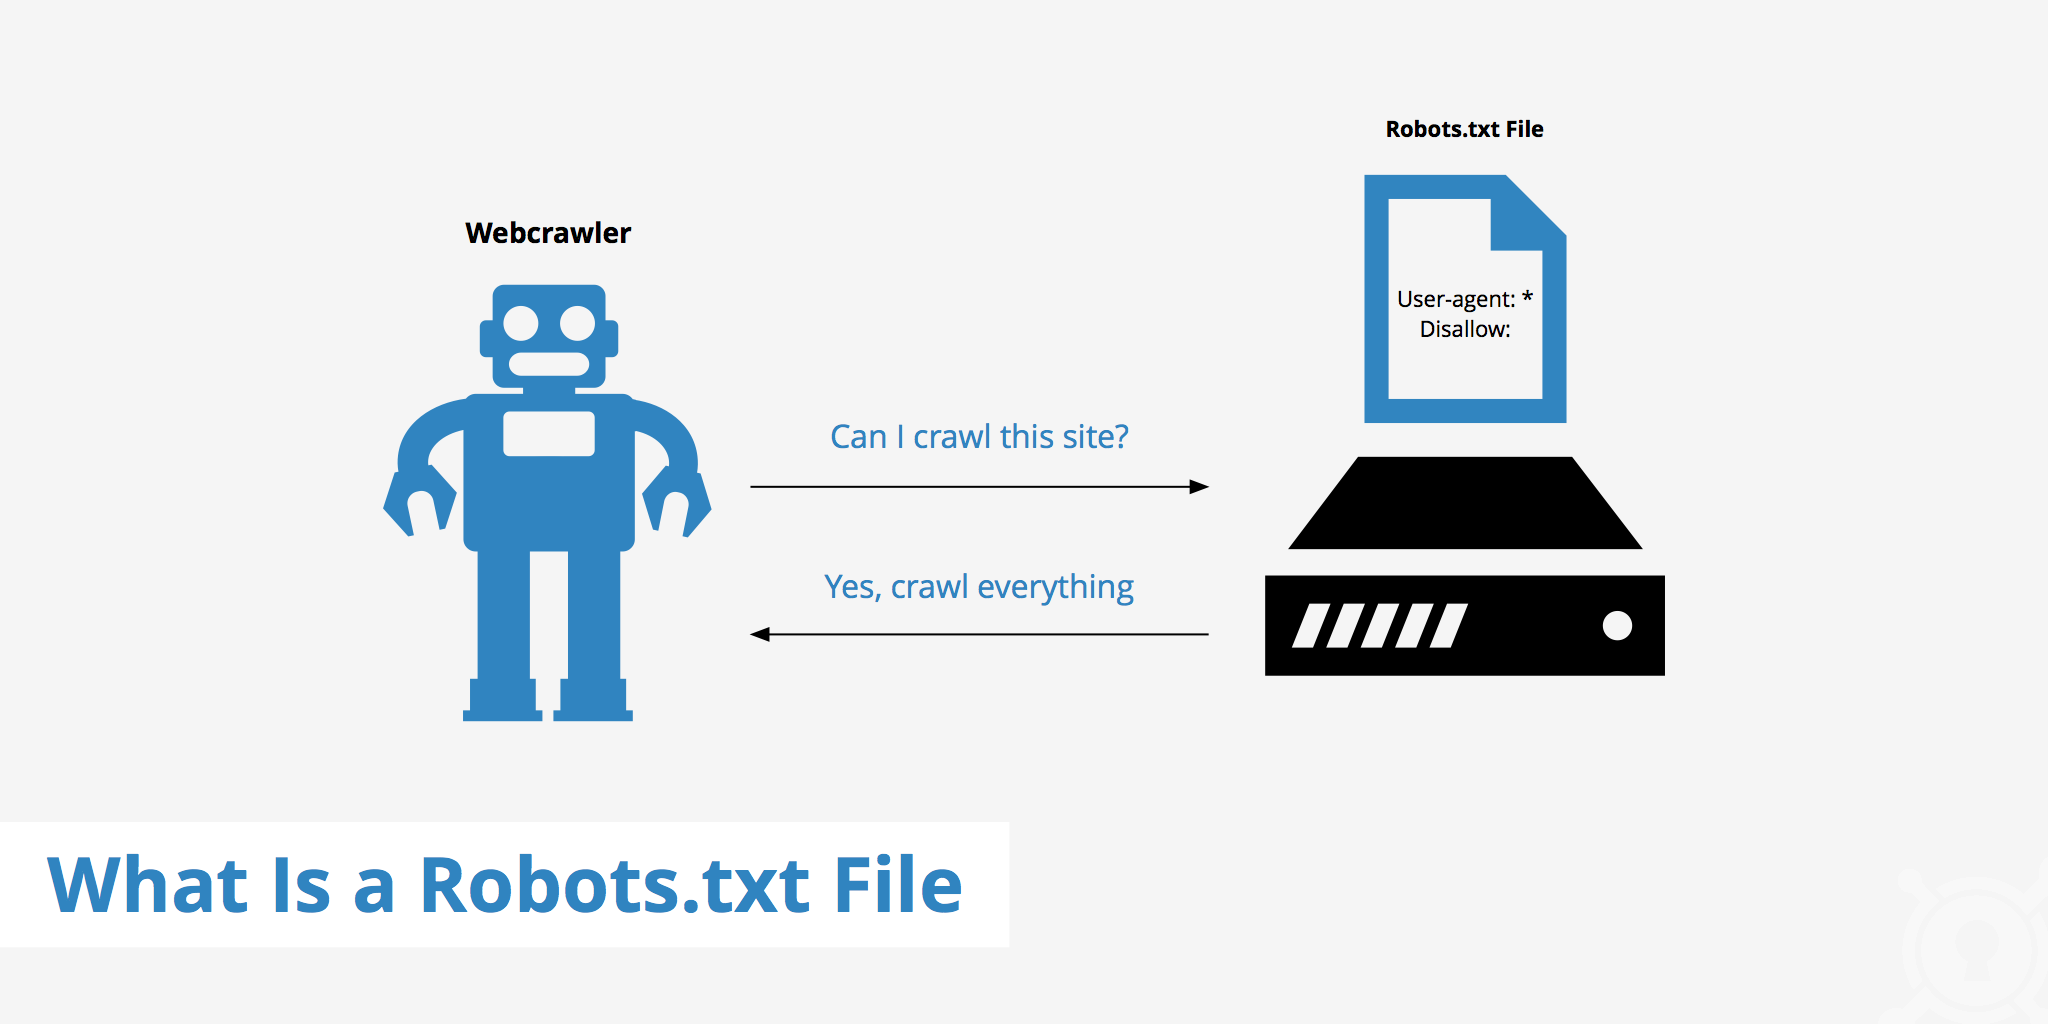 Robots.txt File
Webcrawler
User-agent: *
Disallow:
Can I crawl this site?
Yes, crawl everything
What Is a Robots.txt File